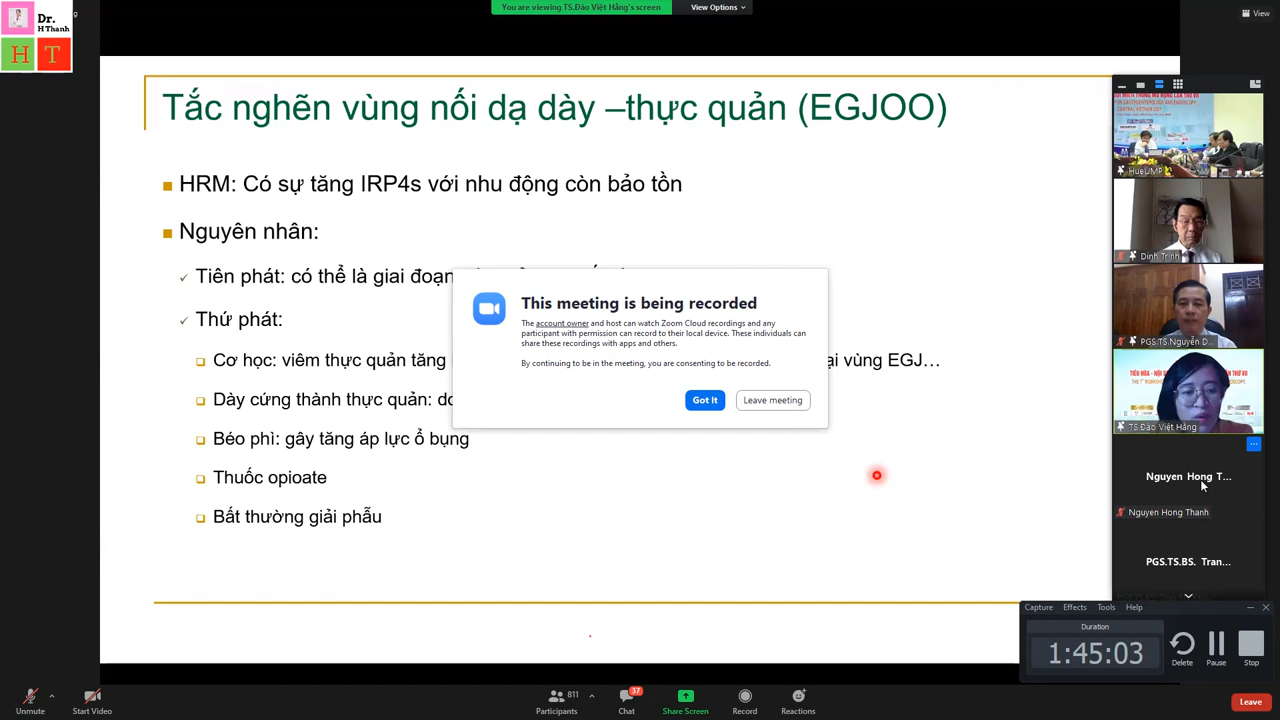 Dr.
H Thanh
H T
You are viewing TS.Đào Việt Hằng's screen
View Options
View
Tắc nghẽn vùng nối dạ dày –thực quản (EGJOO)
HRM: Có sự tăng IRP4s với nhu động còn bảo tồn
Nguyên nhân:
Tiên phát: có thể là giai đoạn
Thứ phát:
Cơ học: viêm thực quản tăng
ại vùng EGJ…
Dày cứng thành thực quản:
Béo phì: gây tăng áp lực ổ bụng
Thuốc opioate
Bất thường giải phẫu
This meeting is being recorded
The account owner and host can watch Zoom Cloud recordings and any
participant with permission can record to their local device. These individuals can
share these recordings with apps and others.
By continuing to be in the meeting, you are consenting to be recorded.
Got It
Leave meeting
HueUMP
Dinh Trinh
PGS.TS.Nguyễn D...
TS.Đào Việt Hằng
Nguyen Hong T...
Nguyen Hong Thanh
PGS.TS.BS. Tran...
Capture Effects Tools Help
Duration
1:45:03
Delete
Pause
Stop
Unmute
Start Video
811
Participants
37
Chat
Share Screen
Record
Reactions
Leave